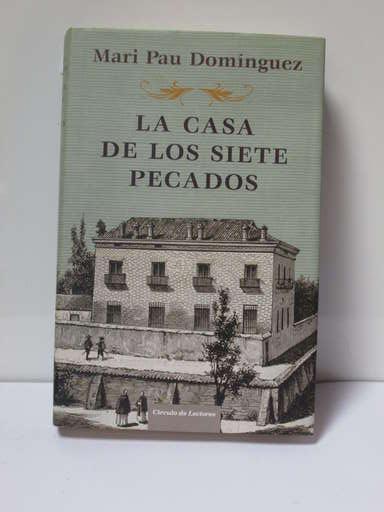 Mari Pau Domínguez
LA CASA
DE LOS SIETE
PECADOS
Círculo de Lectores